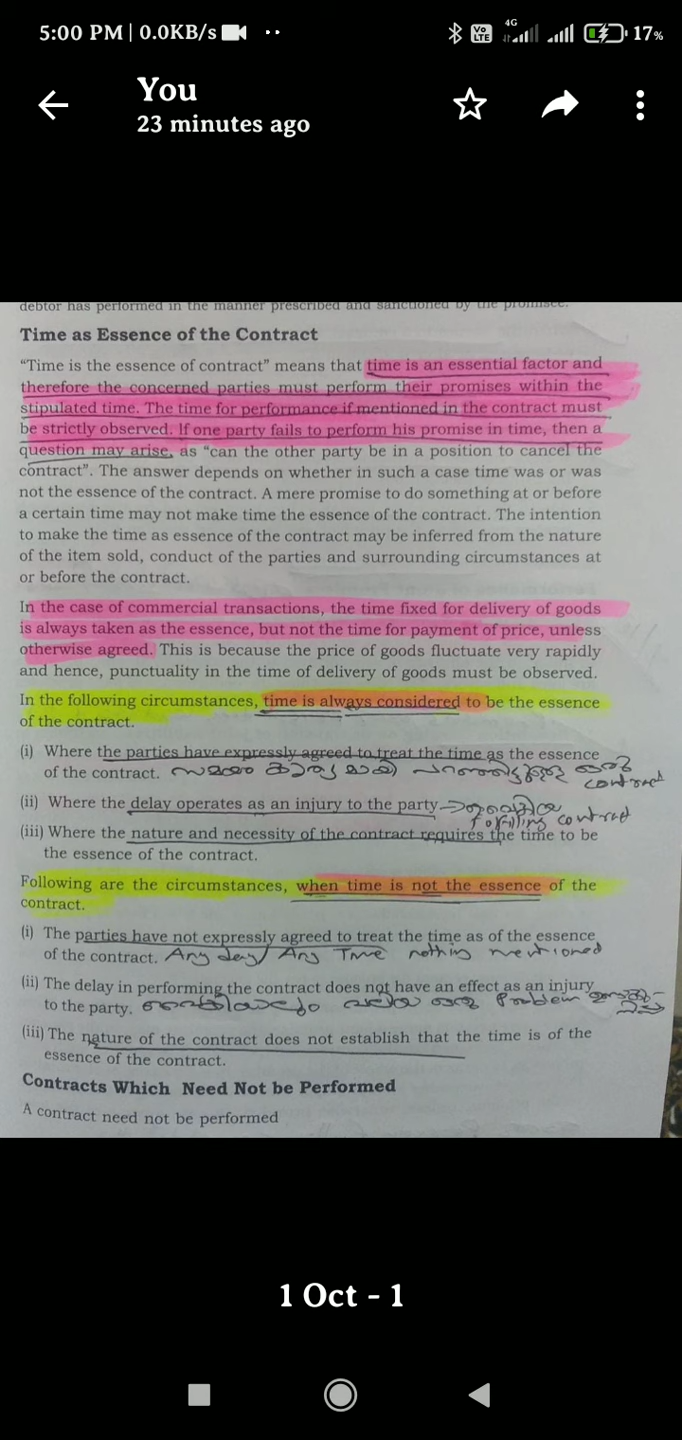 5:00 PM | 0.0KB/s
Vo LTE 4G 17%
You
23 minutes ago
debtor has performed in the manner prescribed and sanctioned by the promisee.
Time as Essence of the Contract
“Time is the essence of contract” means that time is an essential factor and
therefore the concerned parties must perform their promises within the
stipulated time. The time for performance if mentioned in the contract must
be strictly observed. If one party fails to perform his promise in time, then a
question may arise, as “can the other party be in a position to cancel the
contract”. The answer depends on whether in such a case time was or was
not the essence of the contract. A mere promise to do something at or before
a certain time may not make time the essence of the contract. The intention
to make the time as essence of the contract may be inferred from the nature
of the item sold, conduct of the parties and surrounding circumstances at
or before the contract.
In the case of commercial transactions, the time fixed for delivery of goods
is always taken as the essence, but not the time for payment of price, unless
otherwise agreed. This is because the price of goods fluctuate very rapidly
and hence, punctuality in the time of delivery of goods must be observed.
In the following circumstances, time is always considered to be the essence
of the contract.
(i) Where the parties have expressly agreed to treat the time as the essence
of the contract. ഒരു
contract
(ii) Where the delay operates as an injury to the party
contract
(iii) Where the nature and necessity of the contract requires the time to be
the essence of the contract.
Following are the circumstances, when time is not the essence of the
contract.
(i) The parties have not expressly agreed to treat the time as of the essence
of the contract. Any day/ Any Time nothing mentioned
(ii) The delay in performing the contract does not have an effect as an injury
to the party. ഒരു Problem
(iii) The nature of the contract does not establish that the time is of the
essence of the contract.
Contracts Which Need Not be Performed
A contract need not be performed
1 Oct - 1